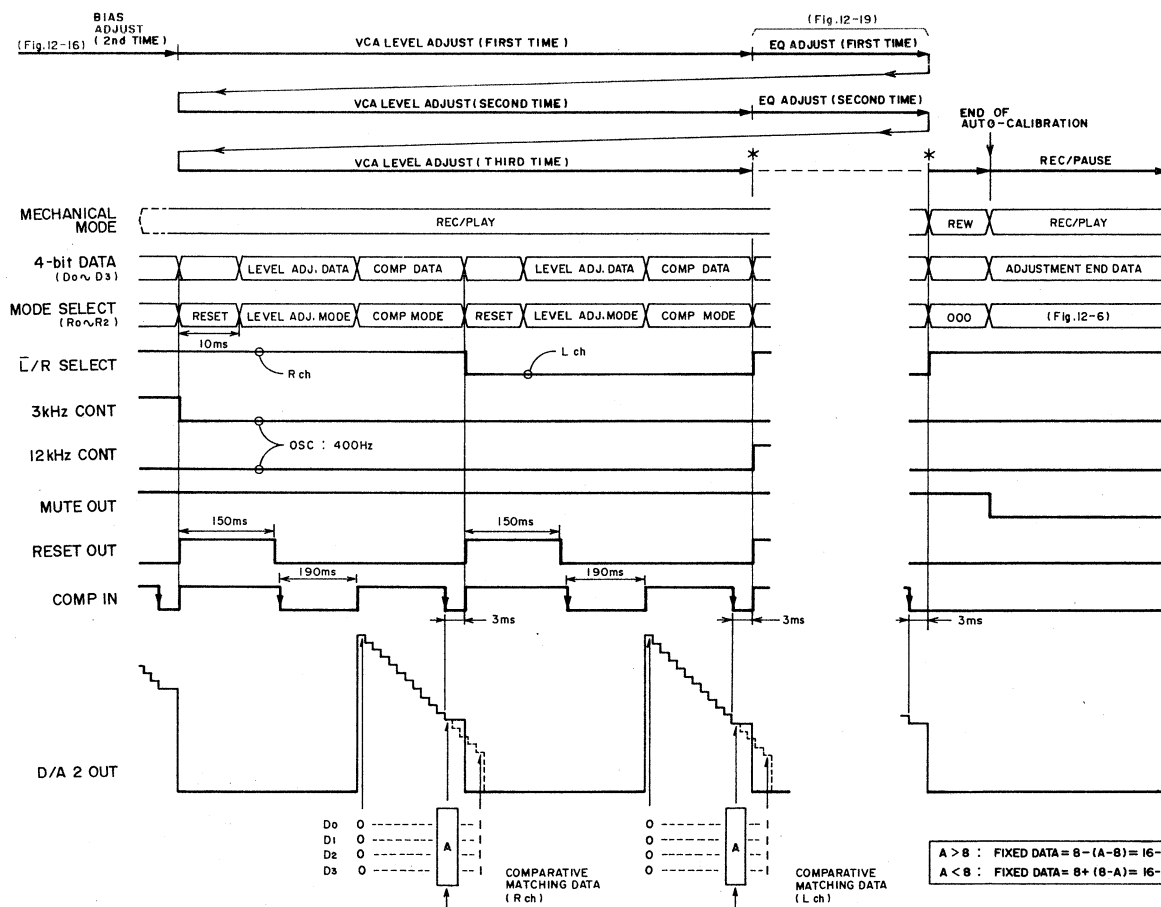 (Fig.12-16)
BIAS
ADJUST
(2nd TIME)
VCA LEVEL ADJUST (FIRST TIME)
(Fig.12-19)
EQ ADJUST (FIRST TIME)
VCA LEVEL ADJUST (SECOND TIME)
EQ ADJUST (SECOND TIME)
END OF
AUTO-CALIBRATION
VCA LEVEL ADJUST (THIRD TIME)
*
*
REC/PAUSE
MECHANICAL
MODE
REC/PLAY
REW
REC/PLAY
4-bit DATA
(D0~D3)
LEVEL ADJ. DATA
COMP DATA
LEVEL ADJ. DATA
COMP DATA
ADJUSTMENT END DATA
MODE SELECT
(R0~R2)
RESET
LEVEL ADJ. MODE
COMP MODE
RESET
LEVEL ADJ. MODE
COMP MODE
000
(Fig.12-6)
10ms
L̅/R SELECT
R ch
L ch
3kHz CONT
OSC : 400Hz
12kHz CONT
MUTE OUT
150ms
150ms
RESET OUT
190ms
190ms
COMP IN
3ms
3ms
3ms
D/A 2 OUT
D0 0 1 0 1
D1 0 1 0 1
D2 0 1 0 1
D3 0 1 0 1
A
A
COMPARATIVE
MATCHING DATA
(R ch)
COMPARATIVE
MATCHING DATA
(L ch)
A > 8 : FIXED DATA = 8-(A-8) = 16-
A < 8 : FIXED DATA = 8+(8-A) = 16-